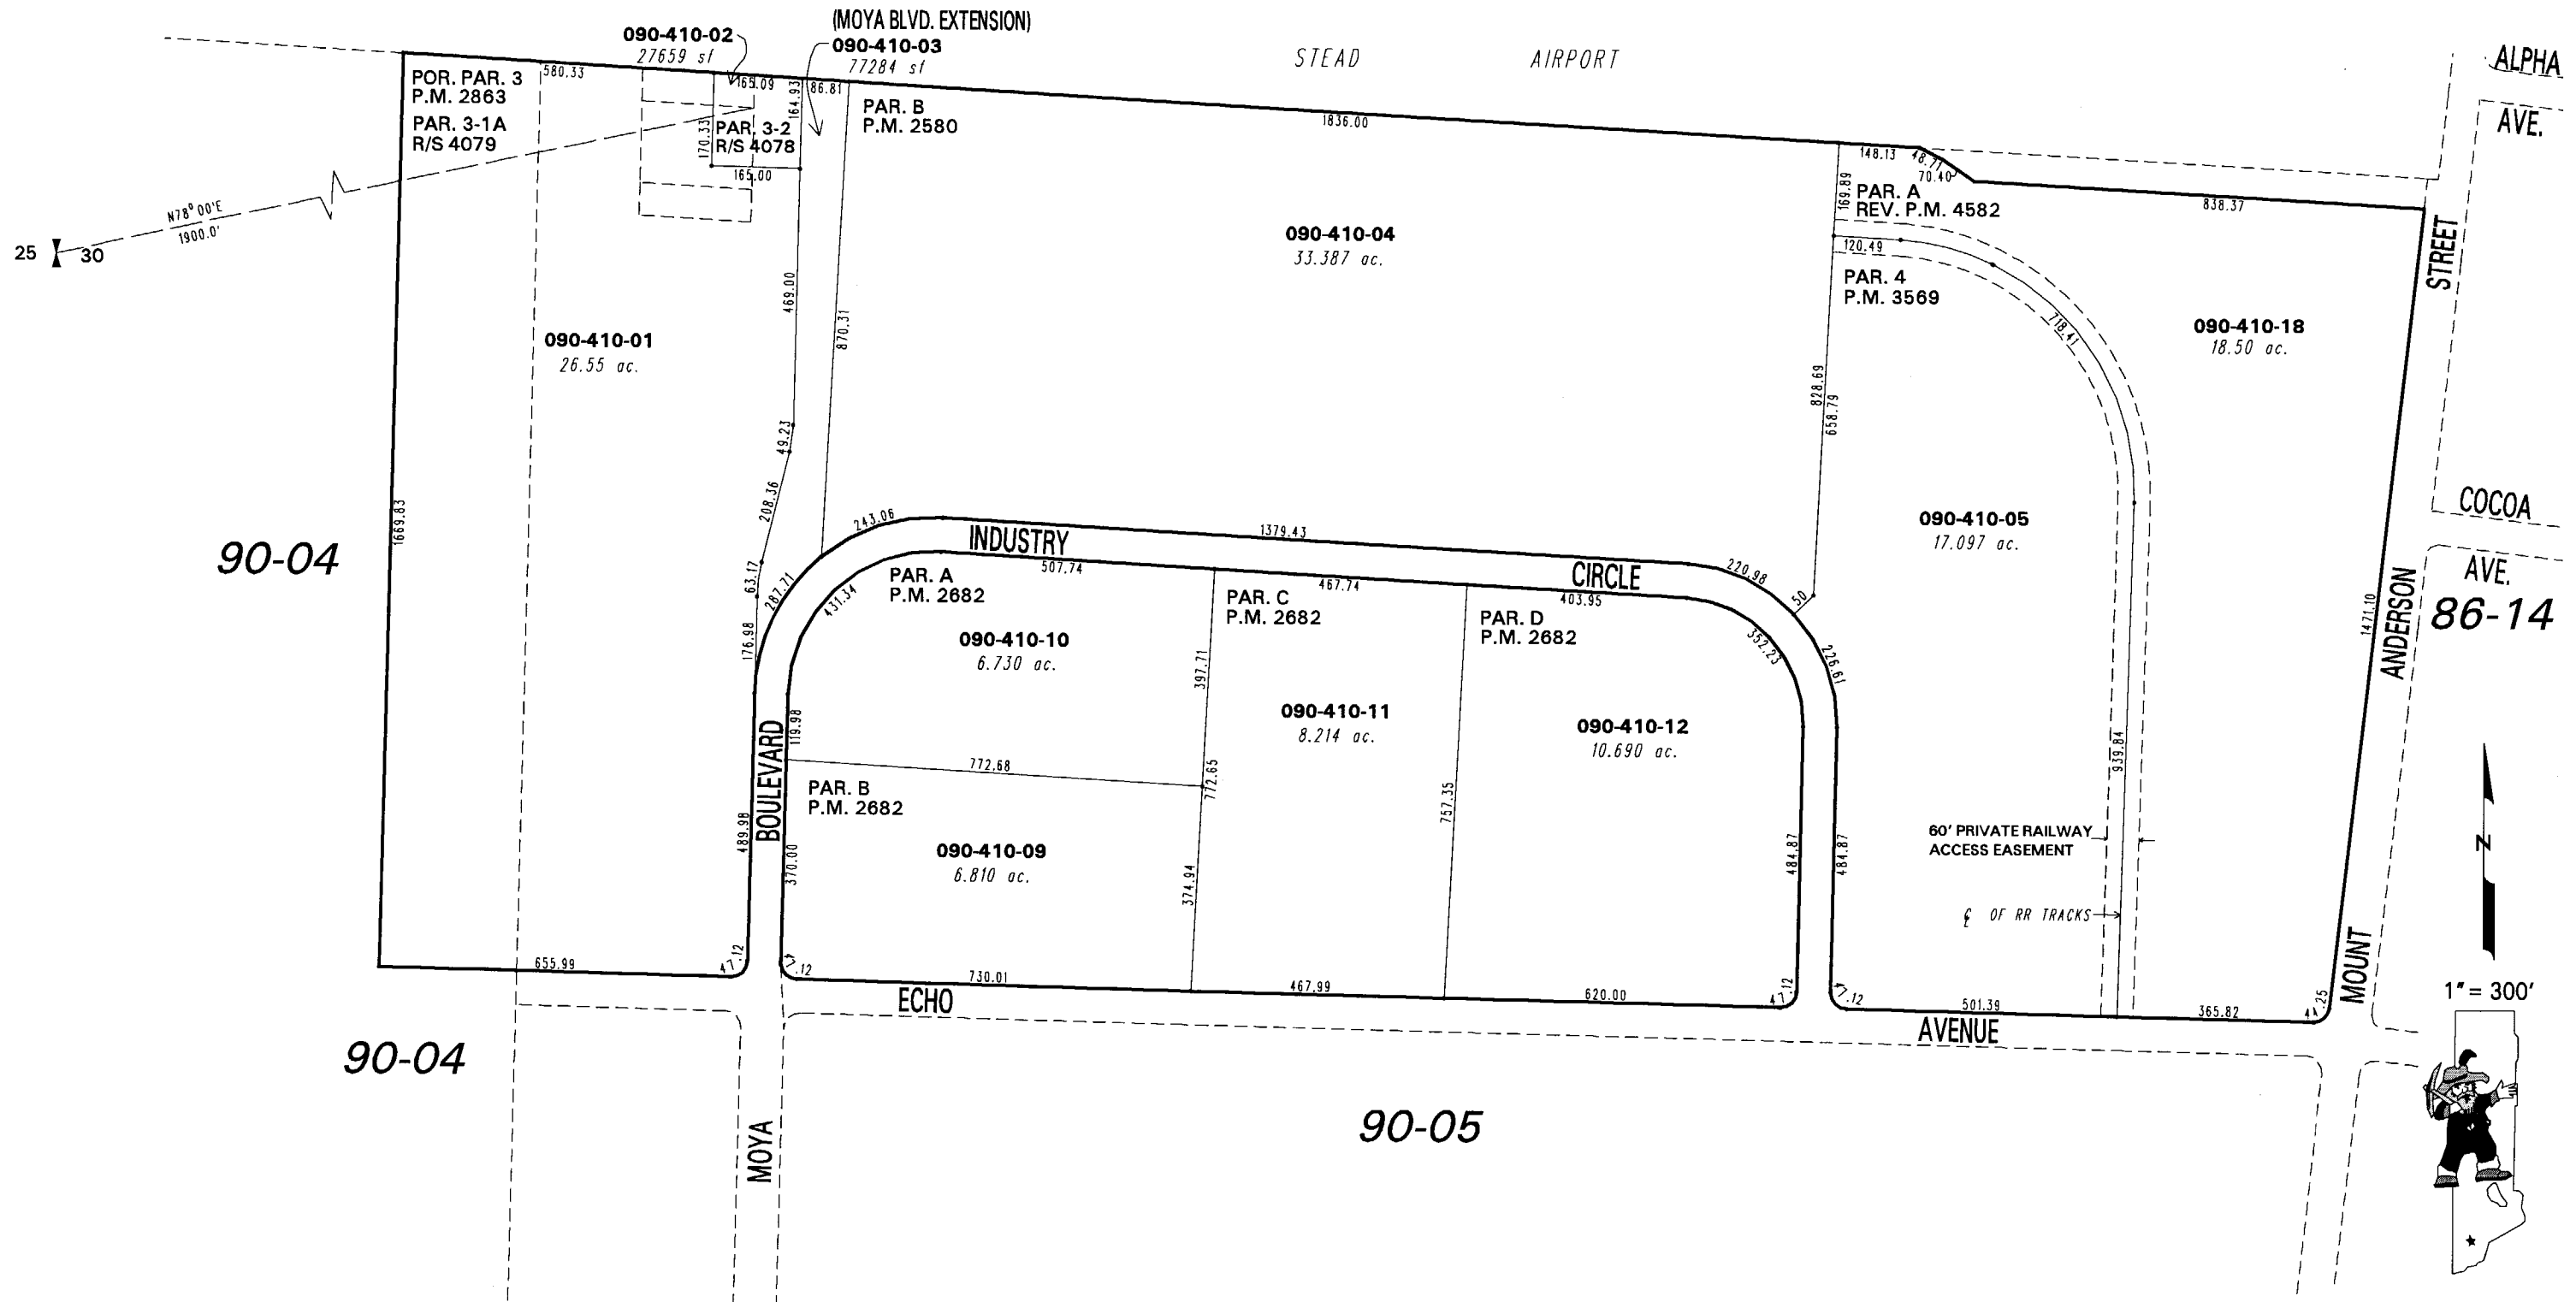 (MOYA BLVD. EXTENSION)
090-410-02
27659 sf
090-410-03
77284 sf
STEAD AIRPORT
ALPHA
AVE.
POR. PAR. 3
P.M. 2863
PAR. 3-1A
R/S 4079
580.33
165.09
164.93
86.81
PAR. B
P.M. 2580
1836.00
PAR. 3-2
R/S 4078
170.33
165.00
148.13
48.71
70.40
169.89
PAR. A
REV. P.M. 4582
838.37
N78°00'E
1900.0'
25
30
090-410-04
33.387 ac.
120.49
PAR. 4
P.M. 3569
STREET
469.00
870.31
718.41
090-410-18
18.50 ac.
090-410-01
26.55 ac.
828.69
658.79
49.23
208.36
1669.83
90-04
243.06
INDUSTRY
1379.43
090-410-05
17.097 ac.
COCOA
AVE.
86-14
63.17
287.71
431.34
PAR. A
P.M. 2682
507.74
467.74
CIRCLE
403.95
220.98
50
PAR. C
P.M. 2682
PAR. D
P.M. 2682
1471.10
ANDERSON
176.98
090-410-10
6.730 ac.
397.71
352.23
226.61
090-410-11
8.214 ac.
090-410-12
10.690 ac.
119.98
BOULEVARD
772.68
772.65
757.35
939.84
PAR. B
P.M. 2682
489.98
370.00
090-410-09
6.810 ac.
374.94
484.87
484.87
60' PRIVATE RAILWAY
ACCESS EASEMENT
℄ OF RR TRACKS
N
655.99
47.12
47.12
730.01
467.99
620.00
47.12
47.12
501.39
365.82
MOUNT
1" = 300'
ECHO
AVENUE
90-04
90-05
MOYA